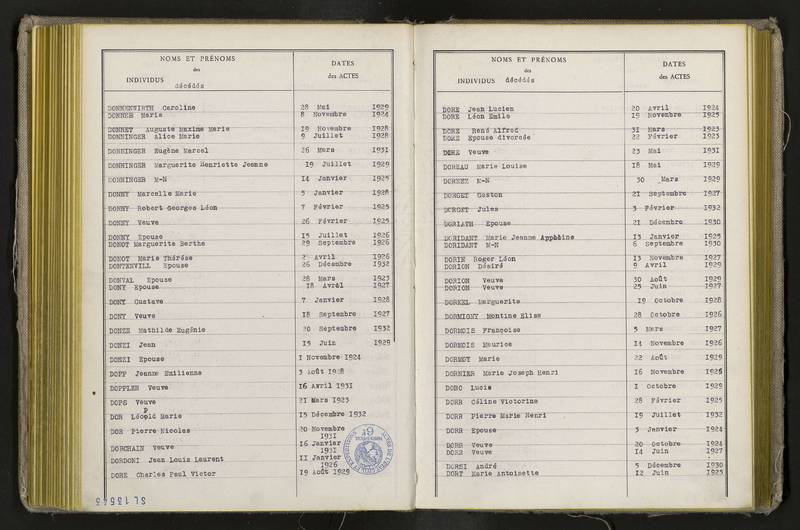 NOMS ET PRÉNOMS
des
INDIVIDUS décédés
DATES
des ACTES
DONNENVIRTH Caroline 28 Mai 1929
DONNER Marie 8 Novembre 1924
DONNET Auguste Maxime Marie 19 Novembre 1928
DONNINGER Alice Marie 9 Juillet 1928
DONNINGER Eugène Marcel 26 Mars 1931
DONNINGER Marguerite Henriette Jeanne 19 Juillet 1929
DONNINGER M-N 14 Janvier 1925
DONNY Marcelle Marie 5 Janvier 1928
DONNY Robert Georges Léon 7 Février 1925
DONNY Veuve 26 Février 1925
DONNY Epouse 15 Juillet 1926
DONOT Marguerite Berthe 29 Septembre 1926
DONOT Marie Thérèse 2 Avril 1926
DONTENVILL Epouse 26 Décembre 1932
DONVAL Epouse 28 Mars 1923
DONY Epouse 18 Avril 1927
DONY Gustave 7 Janvier 1928
DONY Veuve 18 Septembre 1927
DONZE Mathilde Eugénie 20 Septembre 1932
DONZI Jean 15 Juin 1929
DONZI Epouse 1 Novembre 1924
DOPP Jeanne Emilienne 3 Août 1928
DOPPLER Veuve 16 Avril 1931
DOPS Veuve 21 Mars 1923
DOR Léopold Marie 15 Décembre 1932
DOR Pierre Nicolas 20 Novembre 1931
DORCHAIN Veuve 16 Janvier 1931
DORDONI Jean Louis Laurent 11 Janvier 1926
DORE Charles Paul Victor 19 Août 1929
NOMS ET PRÉNOMS
des
INDIVIDUS décédés
DATES
des ACTES
DORE Jean Lucien 20 Avril 1924
DORE Léon Emile 19 Novembre 1925
DORE René Alfred 31 Mars 1923
DORE Epouse divorcée 22 Février 1923
DORE Veuve 23 Mai 1931
DOREAU Marie Louise 18 Mai 1929
DOREZ M-N 30 Mars 1929
DORGET Gaston 21 Septembre 1927
DORGET Jules 3 Février 1932
DORIATH Epouse 21 Décembre 1930
DORIDANT Marie Jeanne 13 Janvier 1925
DORIDANT M-N 6 Septembre 1930
DORIN Roger Léon 13 Novembre 1927
DORION Désiré 9 Avril 1929
DORION Veuve 30 Août 1929
DORION Veuve 25 Juin 1927
DORKEL Marguerite 19 Octobre 1928
DORMIGNY Montine Elise 28 Octobre 1926
DORMOIS Françoise 5 Mars 1927
DORMOIS Maurice 14 Novembre 1926
DORMOY Marie 22 Août 1929
DORNIER Marie Joseph Henri 16 Novembre 1926
DORO Lucie 1 Octobre 1929
DORR Céline Victorine 28 Février 1925
DORR Pierre Marie Henri 19 Juillet 1932
DORR Epouse 3 Janvier 1924
DORR Veuve 20 Octobre 1924
DORR Veuve 14 Juin 1927
DORSI André 5 Décembre 1930
DORT Marie Antoinette 12 Juin 1925